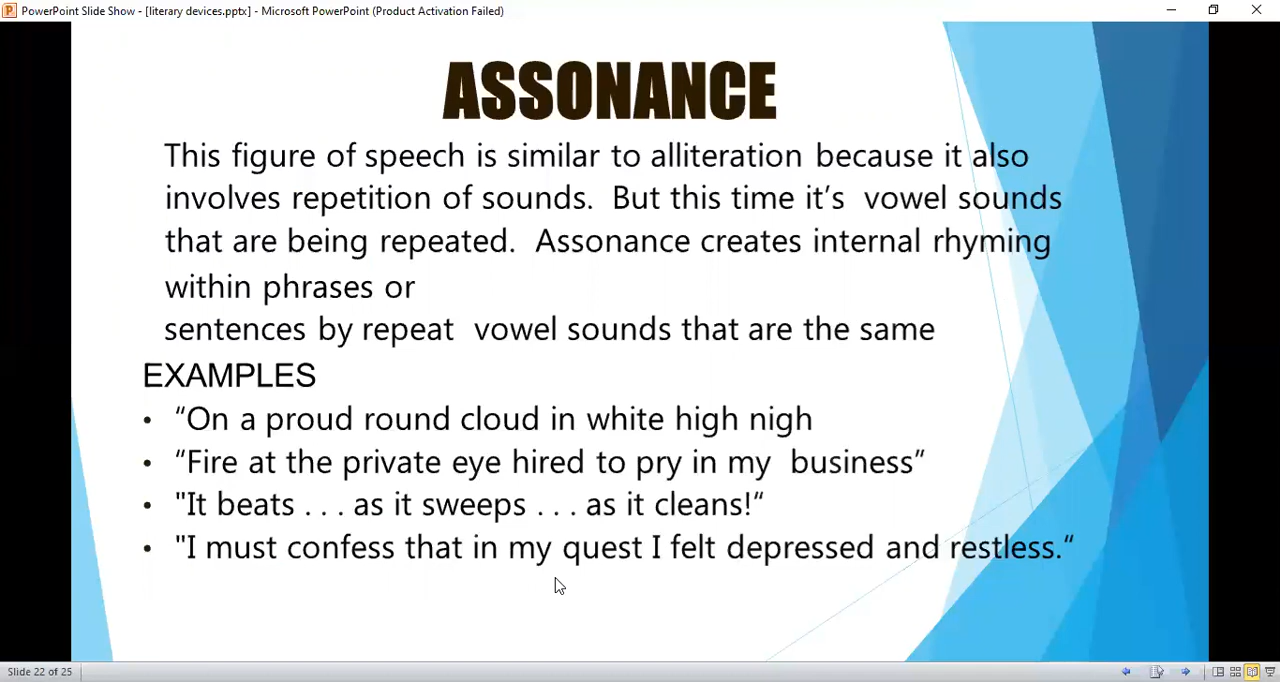 PowerPoint Slide Show - [literary devices.pptx] - Microsoft PowerPoint (Product Activation Failed)
ASSONANCE
This figure of speech is similar to alliteration because it also
involves repetition of sounds.  But this time it's  vowel sounds
that are being repeated.  Assonance creates internal rhyming
within phrases or
sentences by repeat  vowel sounds that are the same
EXAMPLES
• “On a proud round cloud in white high nigh
• “Fire at the private eye hired to pry in my  business”
• "It beats . . . as it sweeps . . . as it cleans!“
• "I must confess that in my quest I felt depressed and restless.“
Slide 22 of 25